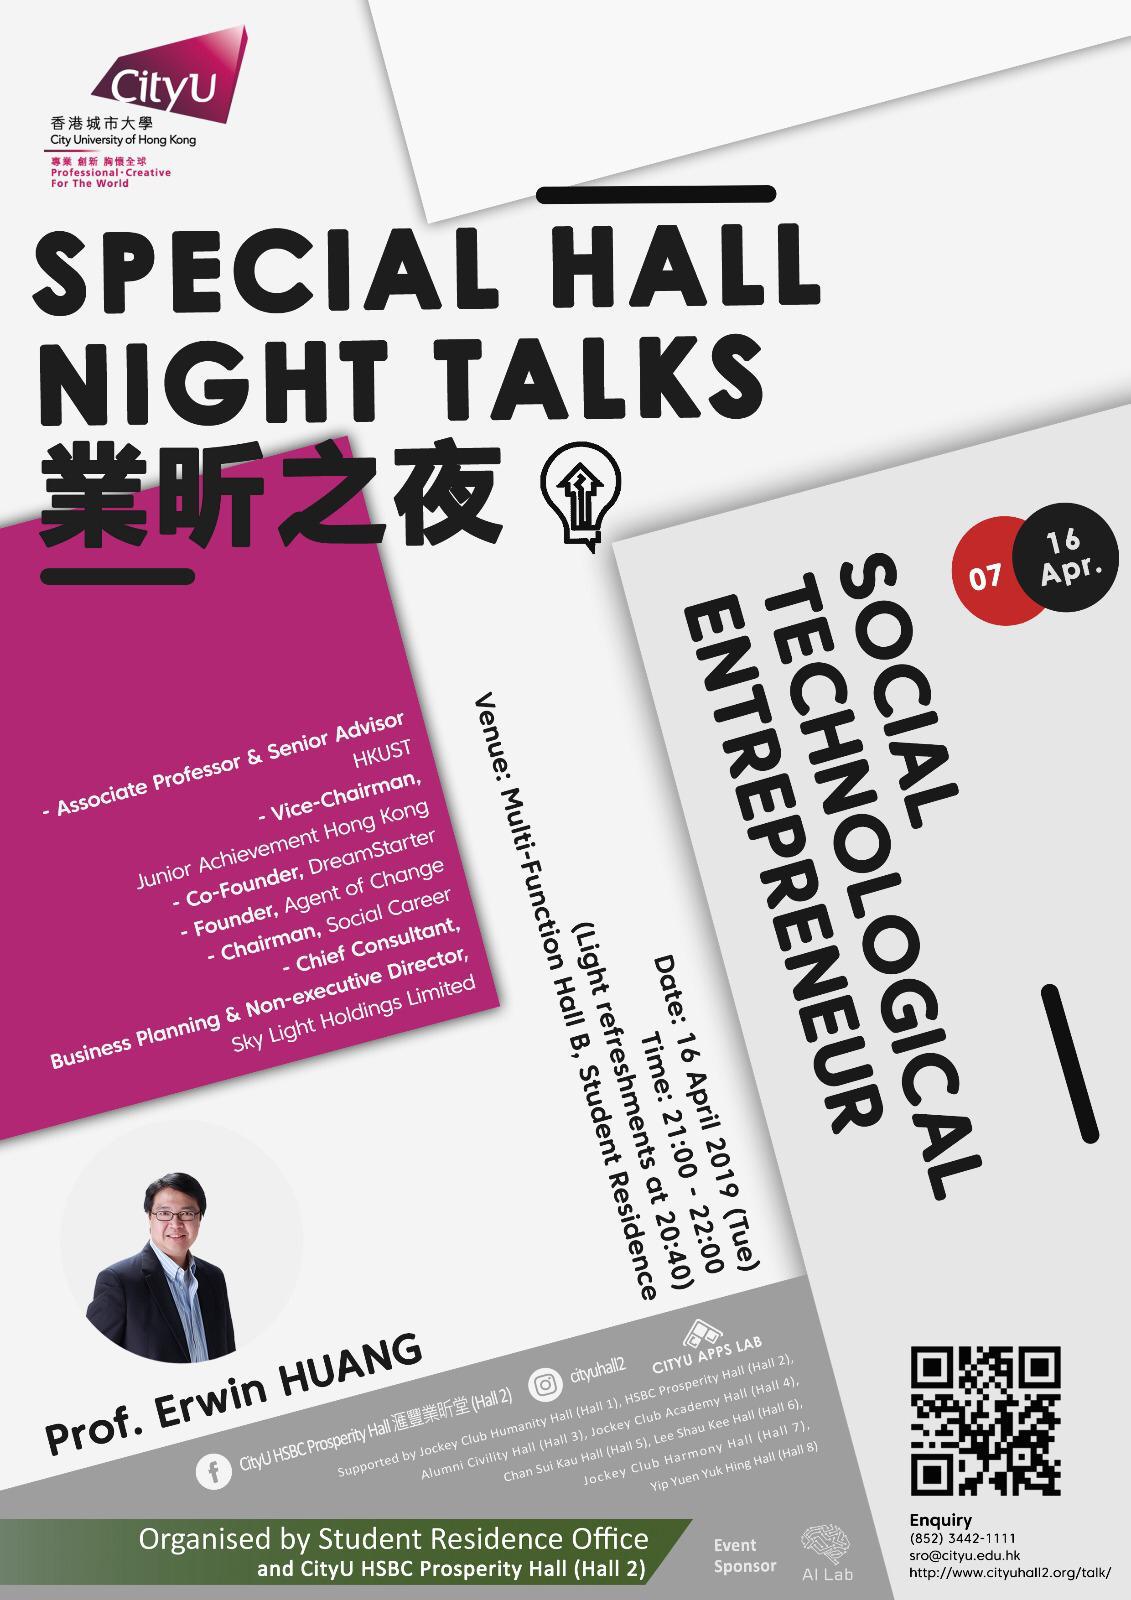 CityU
香港城市大學
City University of Hong Kong
專業 創新 胸懷全球
Professional·Creative
For The World
SPECIAL HALL
NIGHT TALKS
業昕之夜
07
16
Apr.
SOCIAL
TECHNOLOGICAL
ENTREPRENEUR
- Associate Professor & Senior Advisor
HKUST
- Vice-Chairman,
Junior Achievement Hong Kong
- Co-Founder, DreamStarter
- Founder, Agent of Change
- Chairman, Social Career
- Chief Consultant,
Business Planning & Non-executive Director,
Sky Light Holdings Limited
Date: 16 April 2019 (Tue)
Time: 21:00 - 22:00
(Light refreshments at 20:40)
Venue: Multi-Function Hall B, Student Residence
Prof. Erwin HUANG
CityU HSBC Prosperity Hall 滙豐業昕堂 (Hall 2)
cityuhall2
CITYU APPS LAB
Supported by Jockey Club Humanity Hall (Hall 1), HSBC Prosperity Hall (Hall 2),
Alumni Civility Hall (Hall 3), Jockey Club Academy Hall (Hall 4),
Chan Sui Kau Hall (Hall 5), Lee Shau Kee Hall (Hall 6),
Jockey Club Harmony Hall (Hall 7),
Yip Yuen Yuk Hing Hall (Hall 8)
Organised by Student Residence Office
and CityU HSBC Prosperity Hall (Hall 2)
Event
Sponsor
AI Lab
Enquiry
(852) 3442-1111
sro@cityu.edu.hk
http://www.cityuhall2.org/talk/